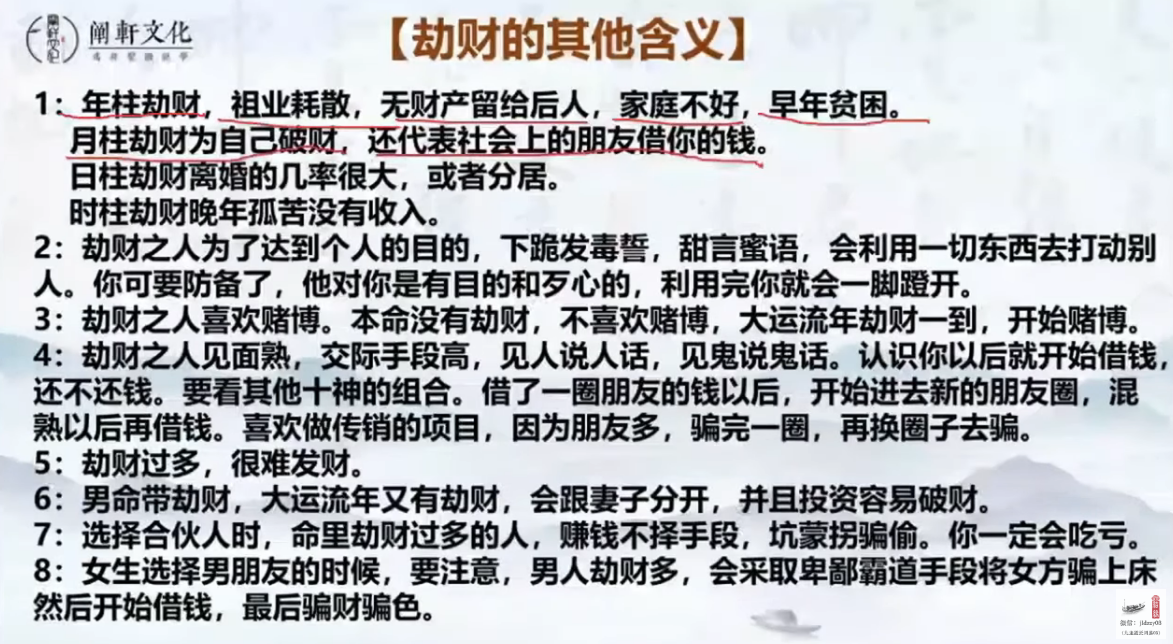 阐軒文化
【劫财的其他含义】
1：年柱劫财，祖业耗散，无财产留给后人，家庭不好，早年贫困。
月柱劫财为自己破财，还代表社会上的朋友借你的钱。
日柱劫财离婚的几率很大，或者分居。
时柱劫财晚年孤苦没有收入。
2：劫财之人为了达到个人的目的，下跪发毒誓，甜言蜜语，会利用一切东西去打动别
人。你可要防备了，他对你是有目的和歹心的，利用完你就会一脚蹬开。
3：劫财之人喜欢赌博。本命没有劫财，不喜欢赌博，大运流年劫财一到，开始赌博。
4：劫财之人见面熟，交际手段高，见人说人话，见鬼说鬼话。认识你以后就开始借钱，
还不还钱。要看其他十神的组合。借了一圈朋友的钱以后，开始进去新的朋友圈，混
熟以后再借钱。喜欢做传销的项目，因为朋友多，骗完一圈，再换圈子去骗。
5：劫财过多，很难发财。
6：男命带劫财，大运流年又有劫财，会跟妻子分开，并且投资容易破财。
7：选择合伙人时，命里劫财过多的人，赚钱不择手段，坑蒙拐骗偷。你一定会吃亏。
8：女生选择男朋友的时候，要注意，男人劫财多，会采取卑鄙霸道手段将女方骗上床
然后开始借钱，最后骗财骗色。